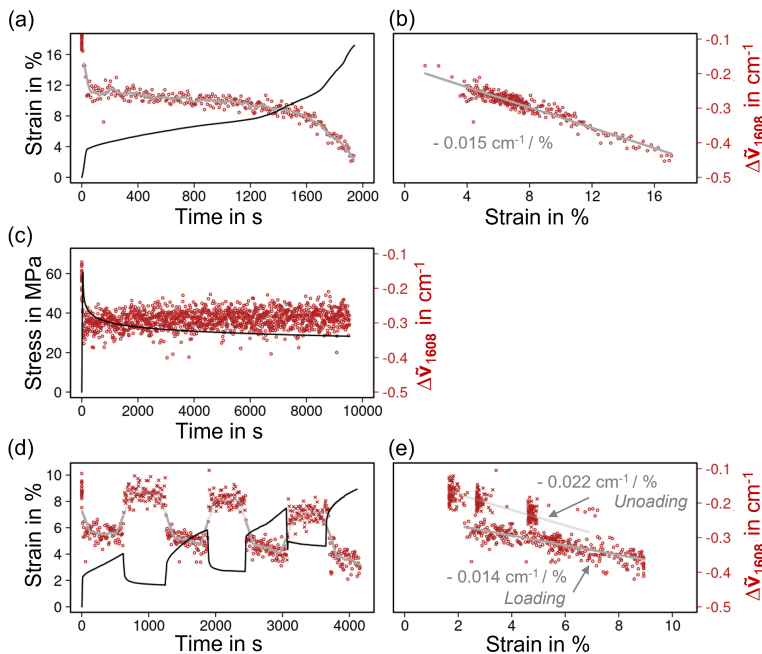 (a)
Strain in %
16
12
8
4
0
0 400 800 1200 1600 2000
Time in s
(b)
- 0.015 cm⁻¹ / %
0 4 8 12 16
Strain in %
-0.1
-0.2
-0.3
-0.4
-0.5
Δṽ₁₆₀₈ in cm⁻¹
(c)
Stress in MPa
60
40
20
0
0 2000 4000 6000 8000 10000
Time in s
-0.1
-0.2
-0.3
-0.4
-0.5
Δṽ₁₆₀₈ in cm⁻¹
(d)
Strain in %
10
8
6
4
2
0
0 1000 2000 3000 4000
Time in s
(e)
- 0.022 cm⁻¹ / %
Unoading
- 0.014 cm⁻¹ / %
Loading
0 2 4 6 8 10
Strain in %
-0.1
-0.2
-0.3
-0.4
-0.5
Δṽ₁₆₀₈ in cm⁻¹